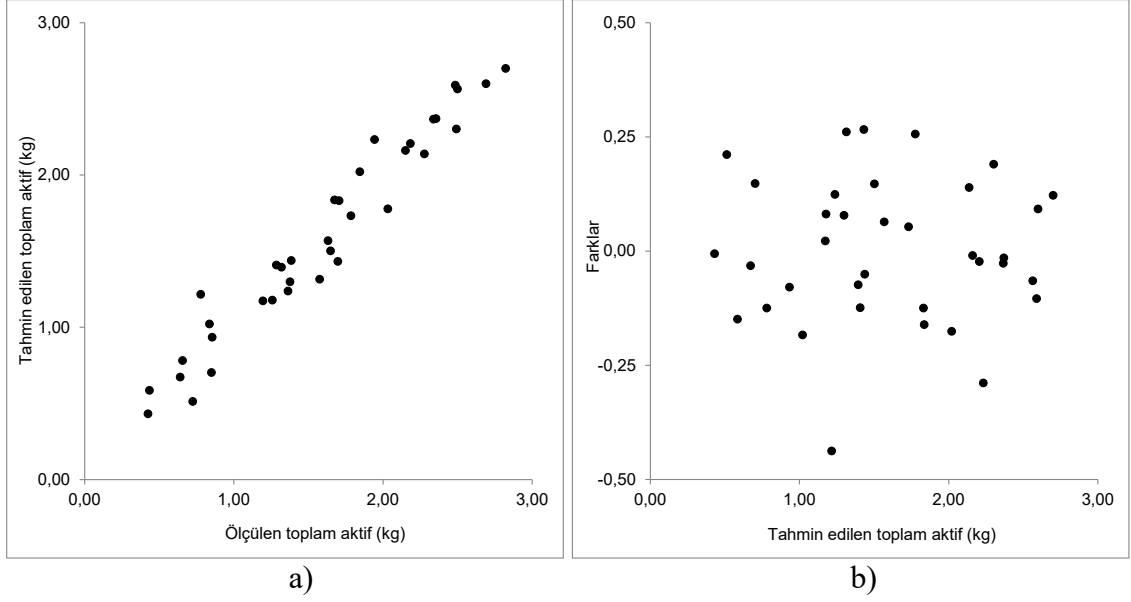 3,00
2,00
1,00
0,00
0,00
1,00
2,00
3,00
Tahmin edilen toplam aktif (kg)
Ölçülen toplam aktif (kg)
a)
0,50
0,25
0,00
-0,25
-0,50
0,00
1,00
2,00
3,00
Farklar
Tahmin edilen toplam aktif (kg)
b)